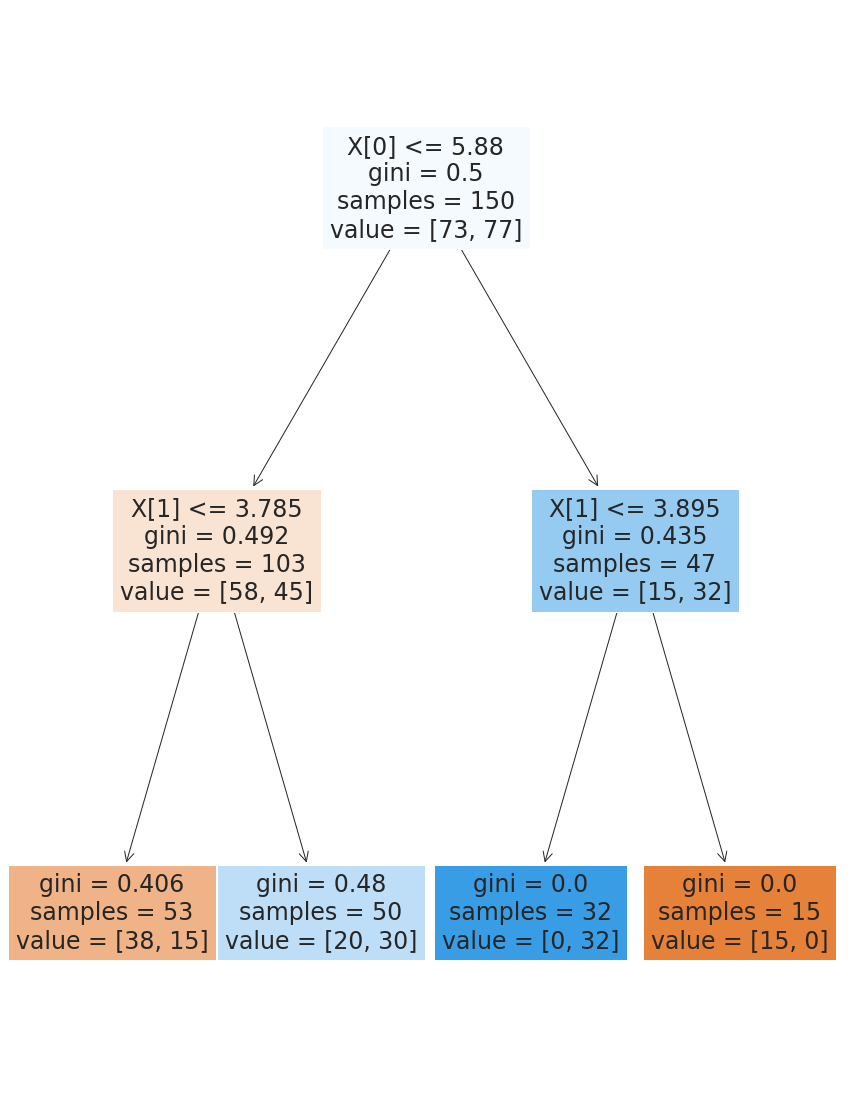 X[0] <= 5.88
gini = 0.5
samples = 150
value = [73, 77]
X[1] <= 3.785
gini = 0.492
samples = 103
value = [58, 45]
X[1] <= 3.895
gini = 0.435
samples = 47
value = [15, 32]
gini = 0.406
samples = 53
value = [38, 15]
gini = 0.48
samples = 50
value = [20, 30]
gini = 0.0
samples = 32
value = [0, 32]
gini = 0.0
samples = 15
value = [15, 0]